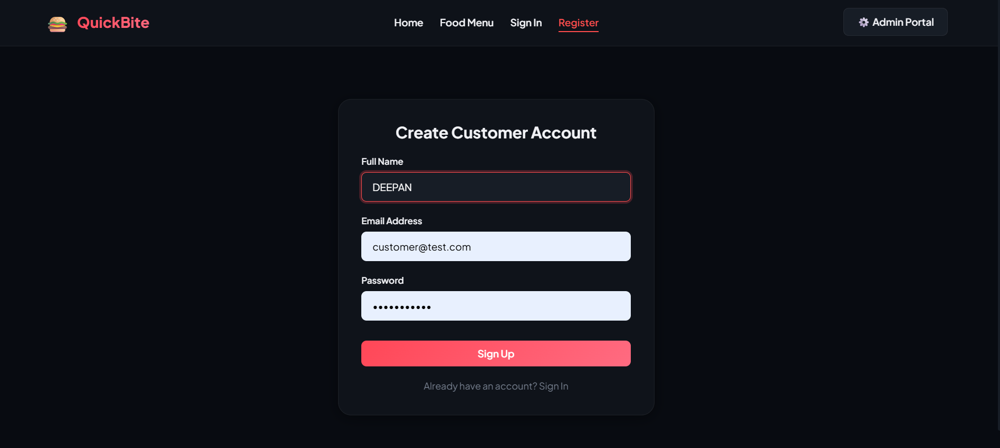 QuickBite
Home Food Menu Sign In Register
Admin Portal
Create Customer Account
Full Name
DEEPAN
Email Address
customer@test.com
Password
•••••••••••
Sign Up
Already have an account? Sign In